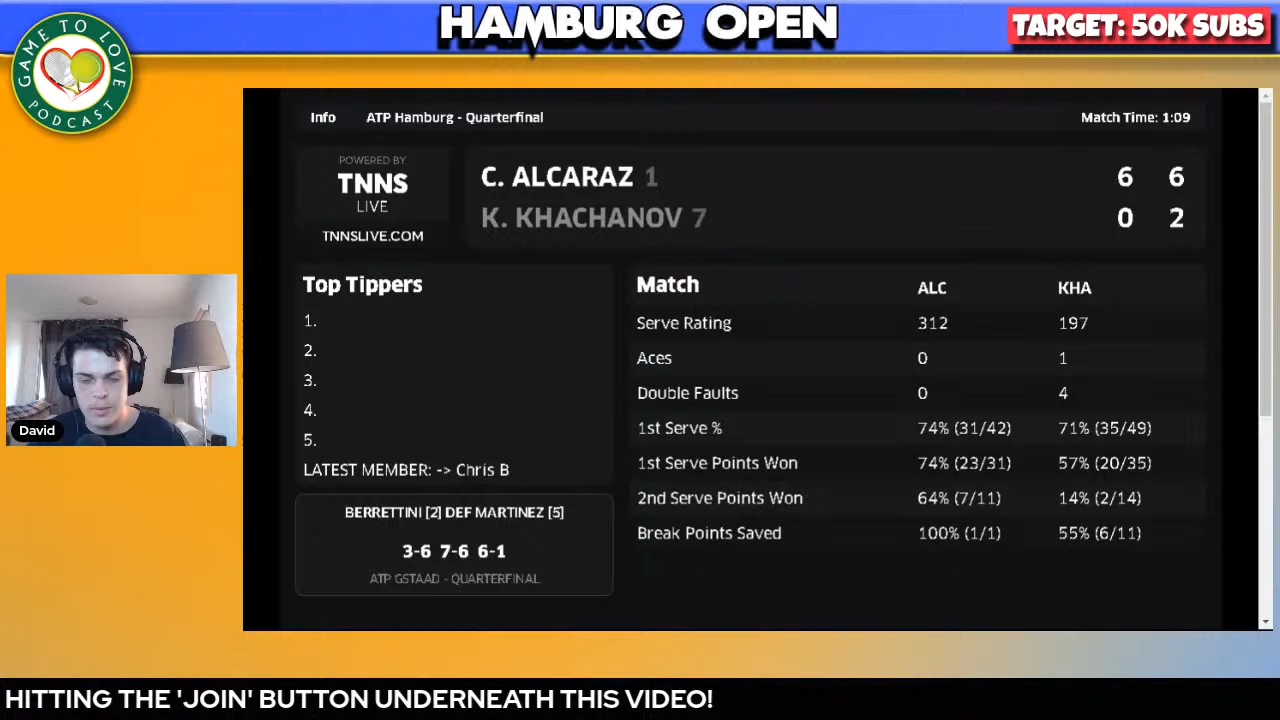 HAMBURG OPEN
TARGET: 50K SUBS
GAME TO LOVE
PODCAST
Info ATP Hamburg - Quarterfinal Match Time: 1:09
POWERED BY
TNNS
LIVE
TNNSLIVE.COM
C. ALCARAZ 1 6 6
K. KHACHANOV 7 0 2
Top Tippers
1.
2.
3.
4.
5.
LATEST MEMBER: -> Chris B
BERRETTINI [2] DEF MARTINEZ [5]
3-6 7-6 6-1
ATP GSTAAD - QUARTERFINAL
Match ALC KHA
Serve Rating 312 197
Aces 0 1
Double Faults 0 4
1st Serve % 74% (31/42) 71% (35/49)
1st Serve Points Won 74% (23/31) 57% (20/35)
2nd Serve Points Won 64% (7/11) 14% (2/14)
Break Points Saved 100% (1/1) 55% (6/11)
David
HITTING THE 'JOIN' BUTTON UNDERNEATH THIS VIDEO!